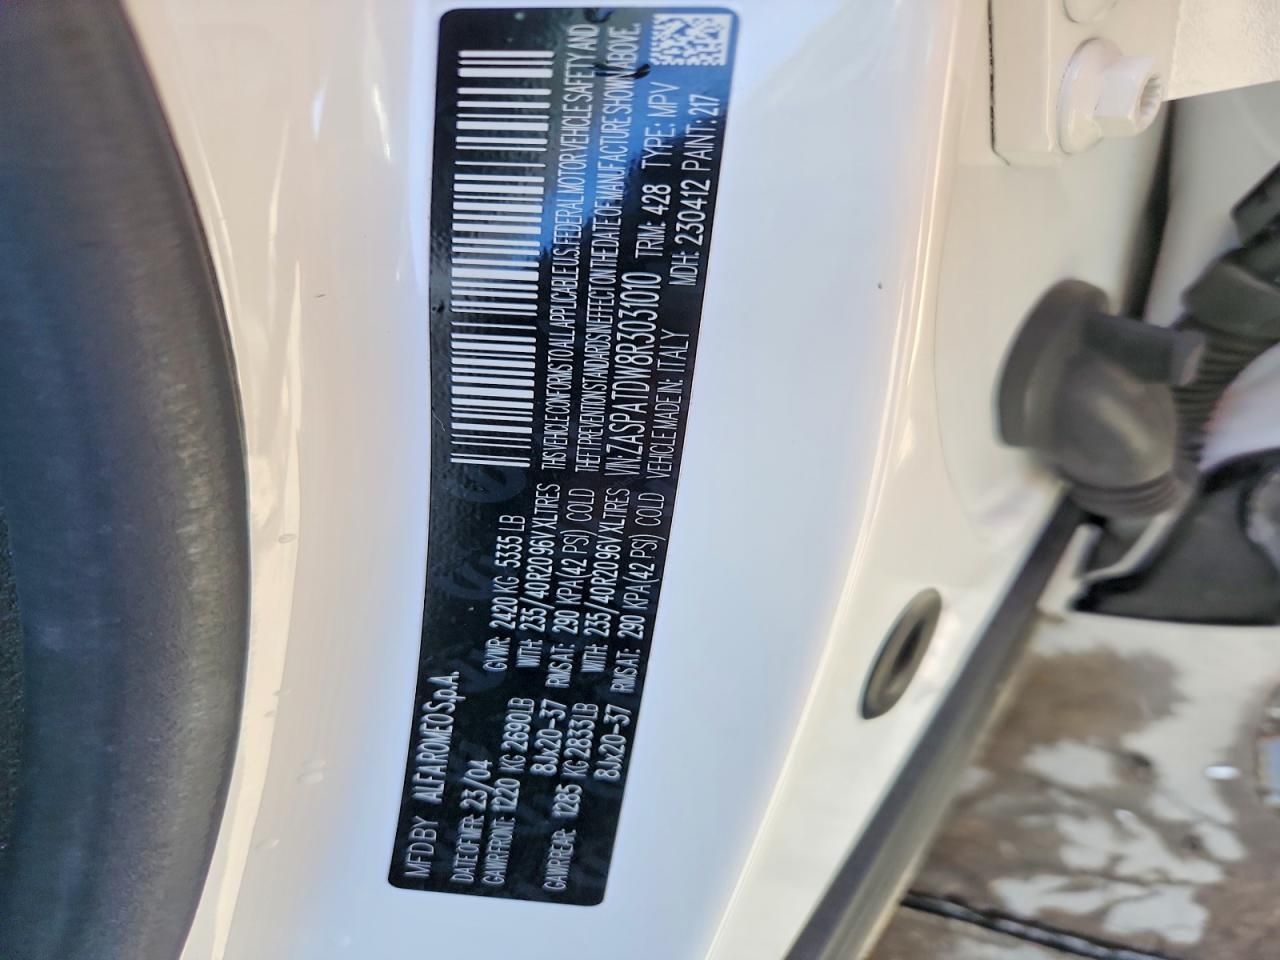 MFD BY ALFA ROMEO S.p.A.
DATE OF MFR: 23/04 GVWR: 2420 KG 5335 LB
GAWR FRONT: 1220 KG 2690LB WITH: 235/40R20 96V XL TIRES
8Jx20-37 RIMS AT: 290 KPA(42 PSI) COLD
GAWR REAR: 1285 KG 2833LB WITH: 235/40R20 96V XL TIRES
8Jx20-37 RIMS AT: 290 KPA(42 PSI) COLD
THIS VEHICLE CONFORMS TO ALL APPLICABLE U.S. FEDERAL MOTOR VEHICLE SAFETY AND
THEFT PREVENTION STANDARDS IN EFFECT ON THE DATE OF MANUFACTURE SHOWN ABOVE.
VIN: ZASPATDW8R3031010 TRIM: 428 TYPE: MPV
VEHICLE MADE IN: ITALY MDH: 230412 PAINT: 217